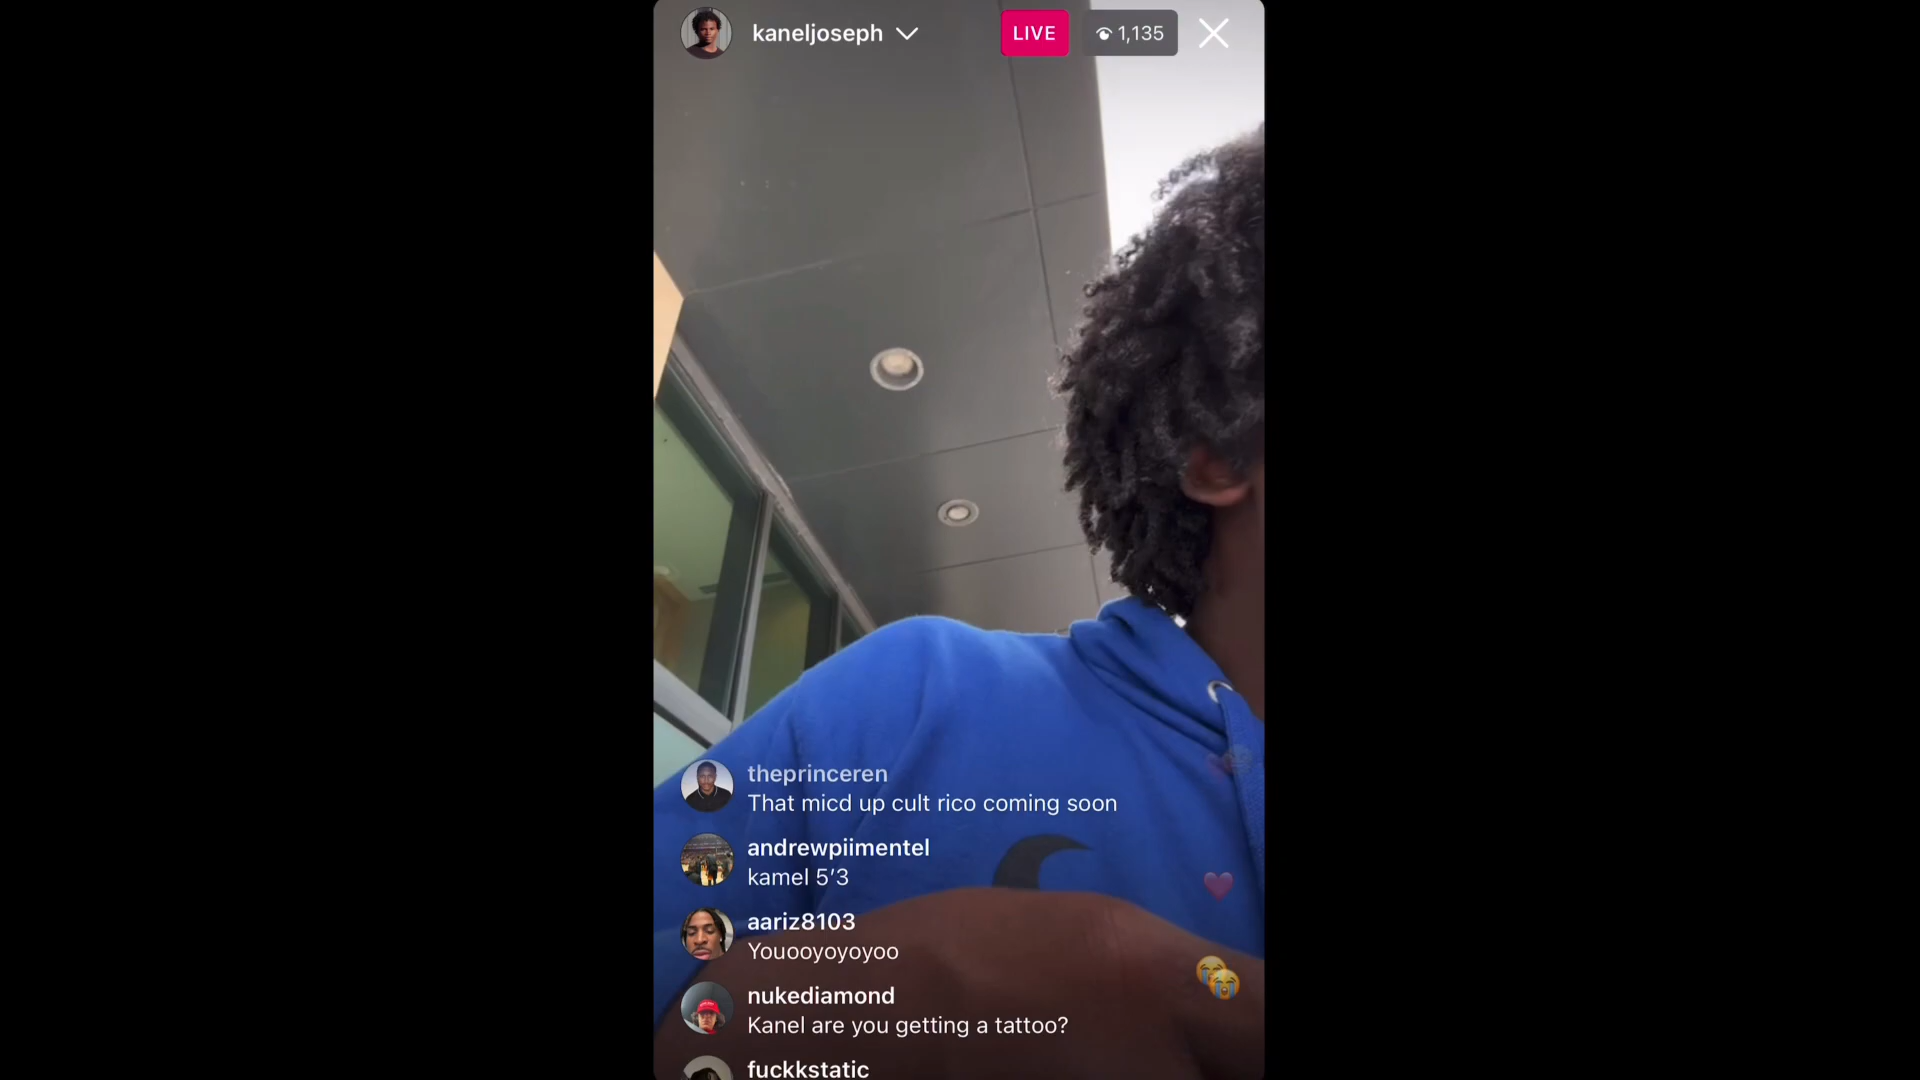 kaneljoseph
LIVE
1,135
theprinceren
That micd up cult rico coming soon
andrewpiimentel
kamel 5’3
aariz8103
Youooyoyoyoo
nukediamond
Kanel are you getting a tattoo?
fuckkstatic